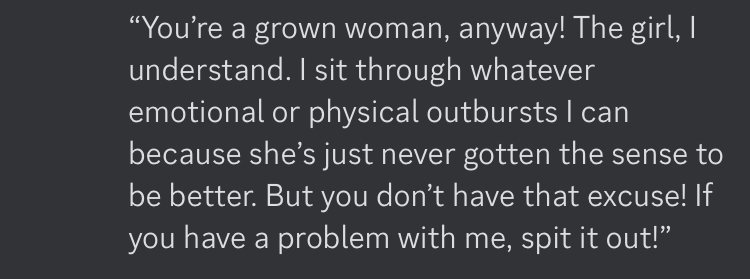 “You’re a grown woman, anyway! The girl, I
understand. I sit through whatever
emotional or physical outbursts I can
because she’s just never gotten the sense to
be better. But you don’t have that excuse! If
you have a problem with me, spit it out!”